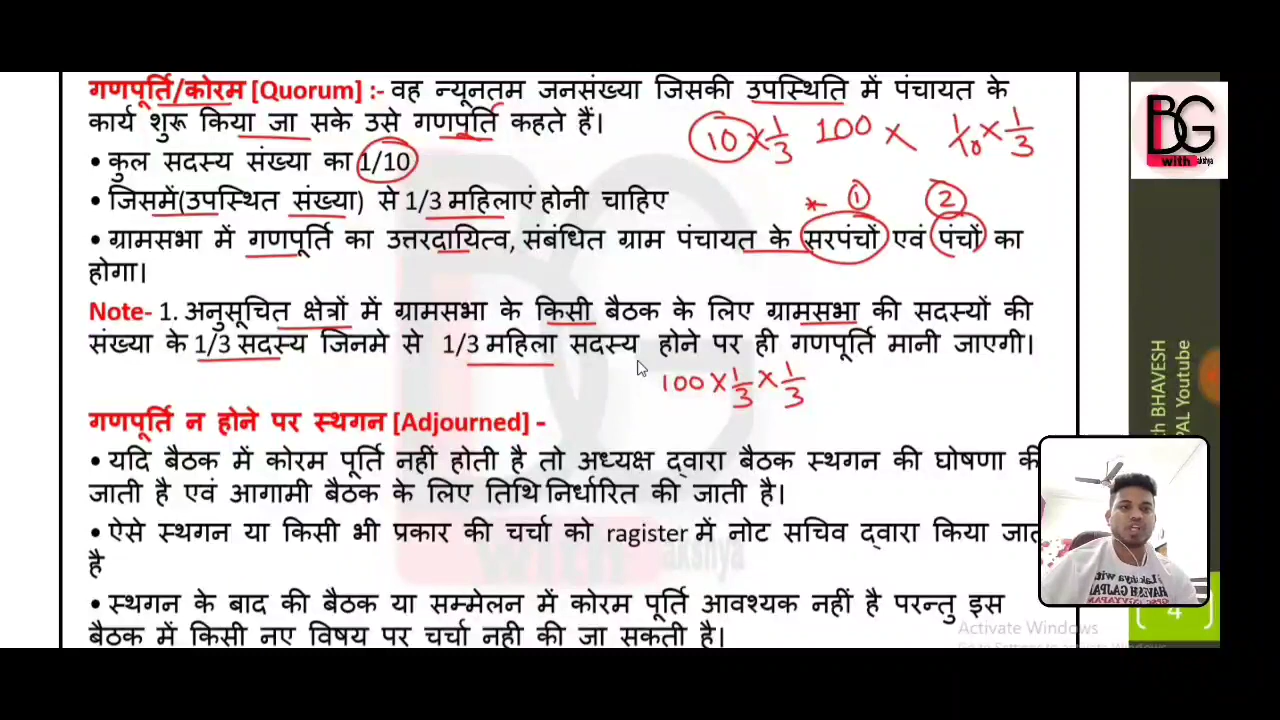 गणपूर्ति/कोरम [Quorum] :- वह न्यूनतम जनसंख्या जिसकी उपस्थिति में पंचायत के
कार्य शुरू किया जा सके उसे गणपूर्ति कहते हैं।
10 × 1/3 100 × 1/10 × 1/3
• कुल सदस्य संख्या का 1/10
• जिसमें(उपस्थित संख्या) से 1/3 महिलाएं होनी चाहिए
* 1 2
• ग्रामसभा में गणपूर्ति का उत्तरदायित्व, संबंधित ग्राम पंचायत के सरपंचों एवं पंचों का
होगा।
Note- 1. अनुसूचित क्षेत्रों में ग्रामसभा के किसी बैठक के लिए ग्रामसभा की सदस्यों की
संख्या के 1/3 सदस्य जिनमे से 1/3 महिला सदस्य होने पर ही गणपूर्ति मानी जाएगी।
100 × 1/3 × 1/3
गणपूर्ति न होने पर स्थगन [Adjourned] -
• यदि बैठक में कोरम पूर्ति नहीं होती है तो अध्यक्ष द्वारा बैठक स्थगन की घोषणा की
जाती है एवं आगामी बैठक के लिए तिथि निर्धारित की जाती है।
• ऐसे स्थगन या किसी भी प्रकार की चर्चा को ragister में नोट सचिव द्वारा किया
है
• स्थगन के बाद की बैठक या सम्मेलन में कोरम पूर्ति आवश्यक नहीं है परन्तु इस
बैठक में किसी नए विषय पर चर्चा नही की जा सकती है।
BG
with
BHAVESH
Youtube
4
Activate Windows